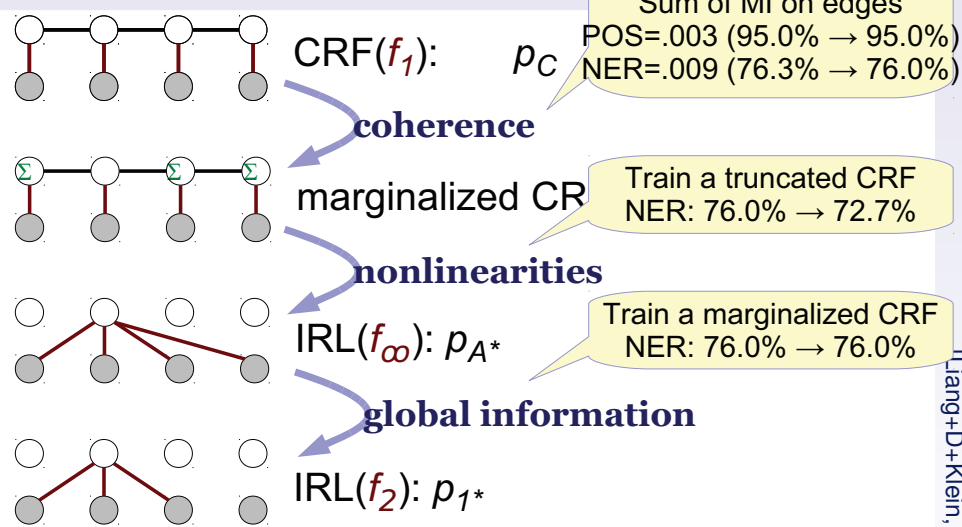 Sum of MI on edges
CRF(f1): pC POS=.003 (95.0% → 95.0%)
NER=.009 (76.3% → 76.0%)
coherence
Σ Σ Σ
marginalized CR
Train a truncated CRF
NER: 76.0% → 72.7%
nonlinearities
IRL(f∞): pA*
Train a marginalized CRF
NER: 76.0% → 76.0%
global information
IRL(f2): p1*
Liang+D+Klein,